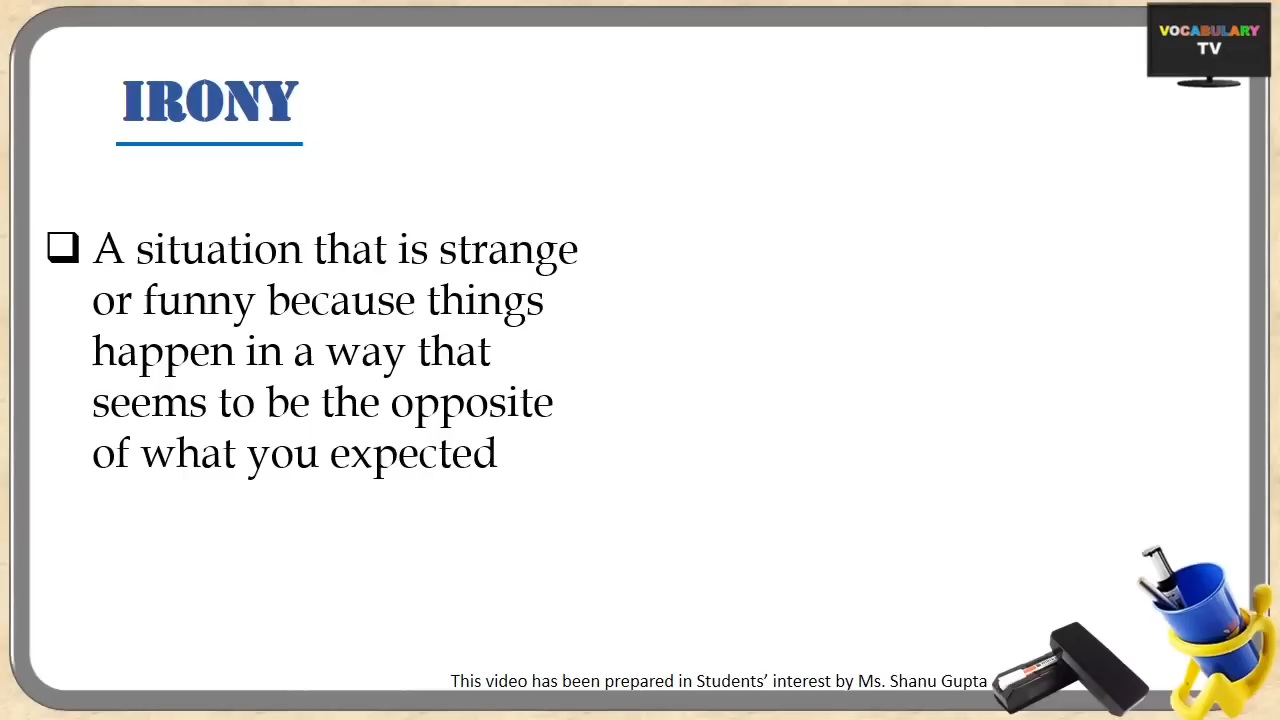 VOCABULARY
TV
IRONY
A situation that is strange
or funny because things
happen in a way that
seems to be the opposite
of what you expected
This video has been prepared in Students’ interest by Ms. Shanu Gupta